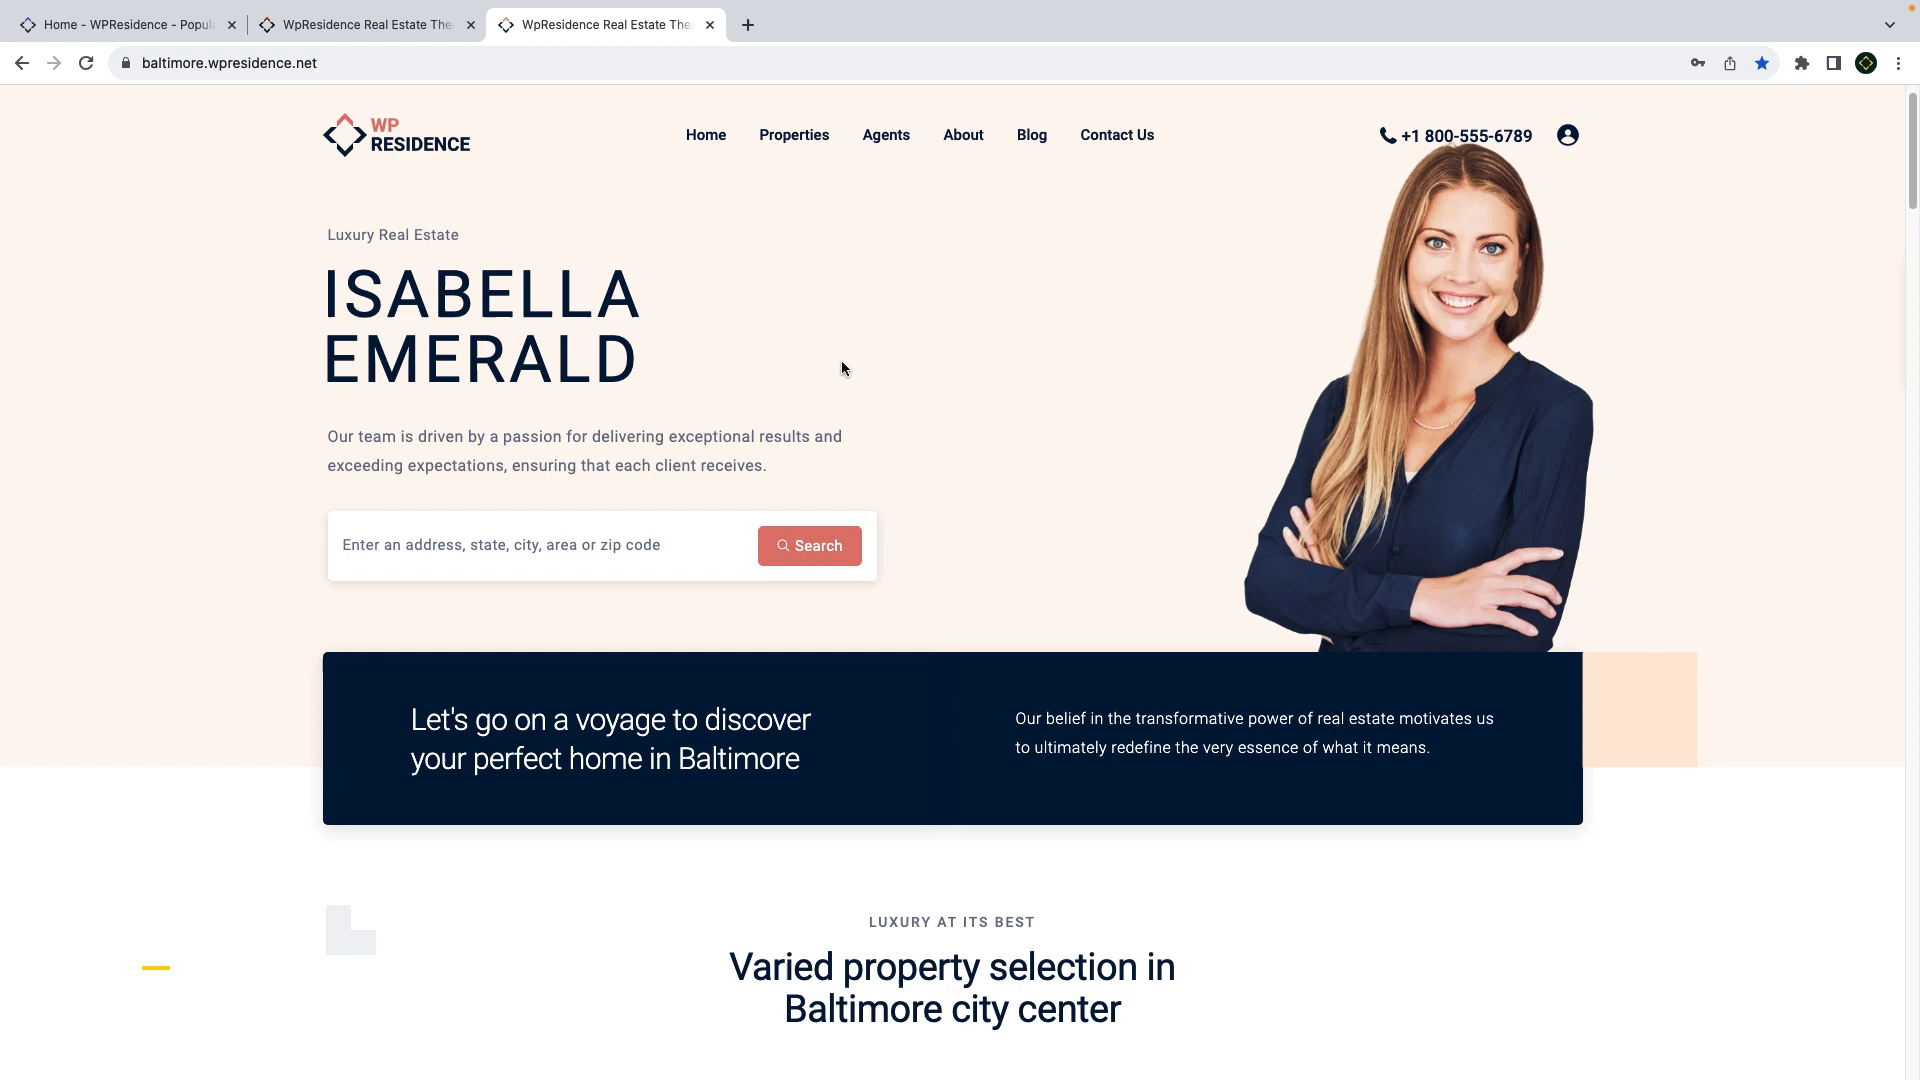 Home - WPResidence - Popul
WpResidence Real Estate The
WpResidence Real Estate The
baltimore.wpresidence.net
WP
RESIDENCE
Home
Properties
Agents
About
Blog
Contact Us
+1 800-555-6789
Luxury Real Estate
ISABELLA
EMERALD
Our team is driven by a passion for delivering exceptional results and
exceeding expectations, ensuring that each client receives.
Enter an address, state, city, area or zip code
Search
Let's go on a voyage to discover
your perfect home in Baltimore
Our belief in the transformative power of real estate motivates us
to ultimately redefine the very essence of what it means.
LUXURY AT ITS BEST
Varied property selection in
Baltimore city center